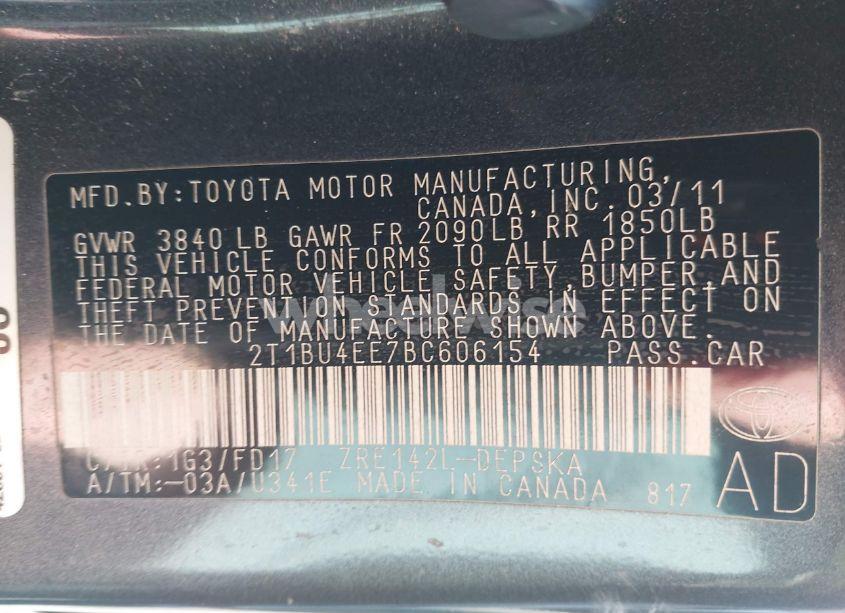 MFD.BY:TOYOTA MOTOR MANUFACTURING,
CANADA, INC. 03/11
GVWR 3840 LB GAWR FR 2090LB RR 1850LB
THIS VEHICLE CONFORMS TO ALL APPLICABLE
FEDERAL MOTOR VEHICLE SAFETY, BUMPER, AND
THEFT PREVENTION STANDARDS IN EFFECT ON
THE DATE OF MANUFACTURE SHOWN ABOVE.
2T1BU4EE7BC606154 PASS.CAR
C/TR:1G3/FD17 ZRE142L-DEPSKA
A/TM:-03A/U341E MADE IN CANADA 817
AD
wheelwise